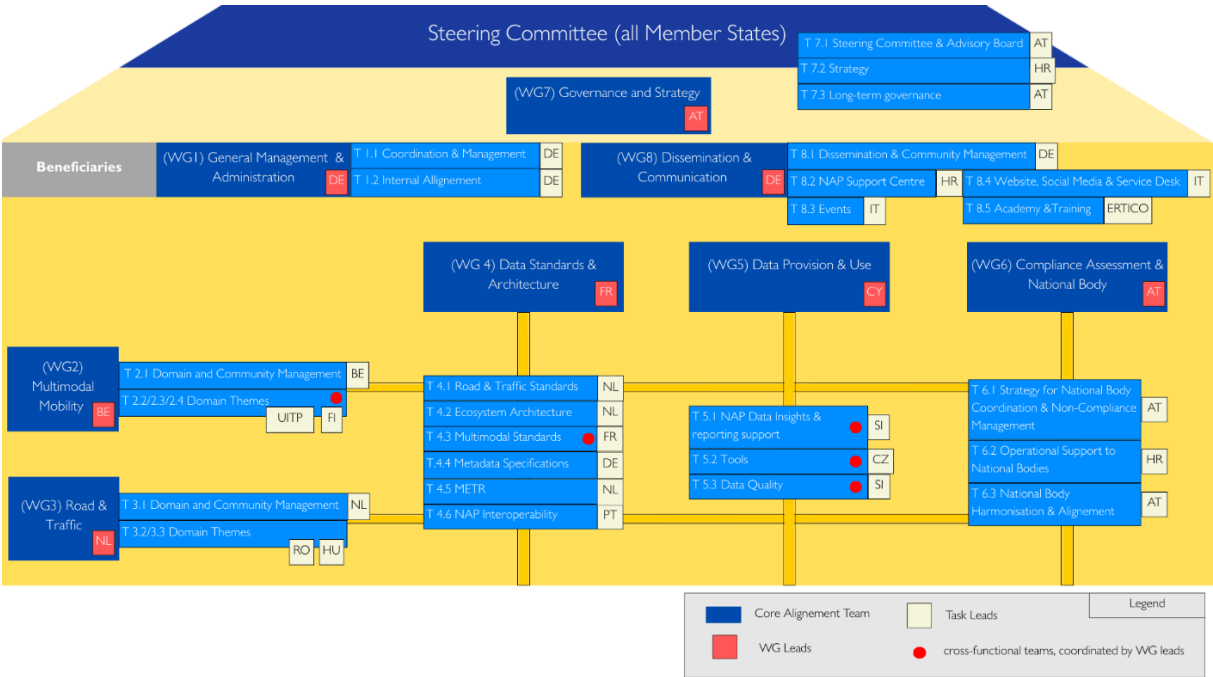 Steering Committee (all Member States)
T 7.1 Steering Committee & Advisory Board AT
T 7.2 Strategy HR
T 7.3 Long-term governance AT
(WG7) Governance and Strategy
AT
Beneficiaries
(WG1) General Management &
Administration DE
T 1.1 Coordination & Management DE
T 1.2 Internal Allignement DE
(WG8) Dissemination &
Communication DE
T 8.1 Dissemination & Community Management DE
T 8.2 NAP Support Centre HR
T 8.4 Website, Social Media & Service Desk IT
T 8.3 Events IT
T 8.5 Academy &Training ERTICO
(WG 4) Data Standards &
Architecture
FR
(WG5) Data Provision & Use
CY
(WG6) Compliance Assessment &
National Body
AT
(WG2)
Multimodal
Mobility
BE
T 2.1 Domain and Community Management BE
T 2.2/2.3/2.4 Domain Themes
UITP FI
(WG3) Road &
Traffic
NL
T 3.1 Domain and Community Management NL
T 3.2/3.3 Domain Themes
RO HU
T 4.1 Road & Traffic Standards NL
T 4.2 Ecosystem Architecture NL
T 4.3 Multimodal Standards FR
T.4.4 Metadata Specifications DE
T 4.5 METR NL
T 4.6 NAP Interoperability PT
T 5.1 NAP Data Insights &
reporting support SI
T 5.2 Tools CZ
T 5.3 Data Quality SI
T 6.1 Strategy for National Body
Coordination & Non-Compliance
Management
AT
T 6.2 Operational Support to
National Bodies
HR
T 6.3 National Body
Harmonisation & Alignement
AT
Legend
Core Alignement Team
Task Leads
WG Leads
cross-functional teams, coordinated by WG leads